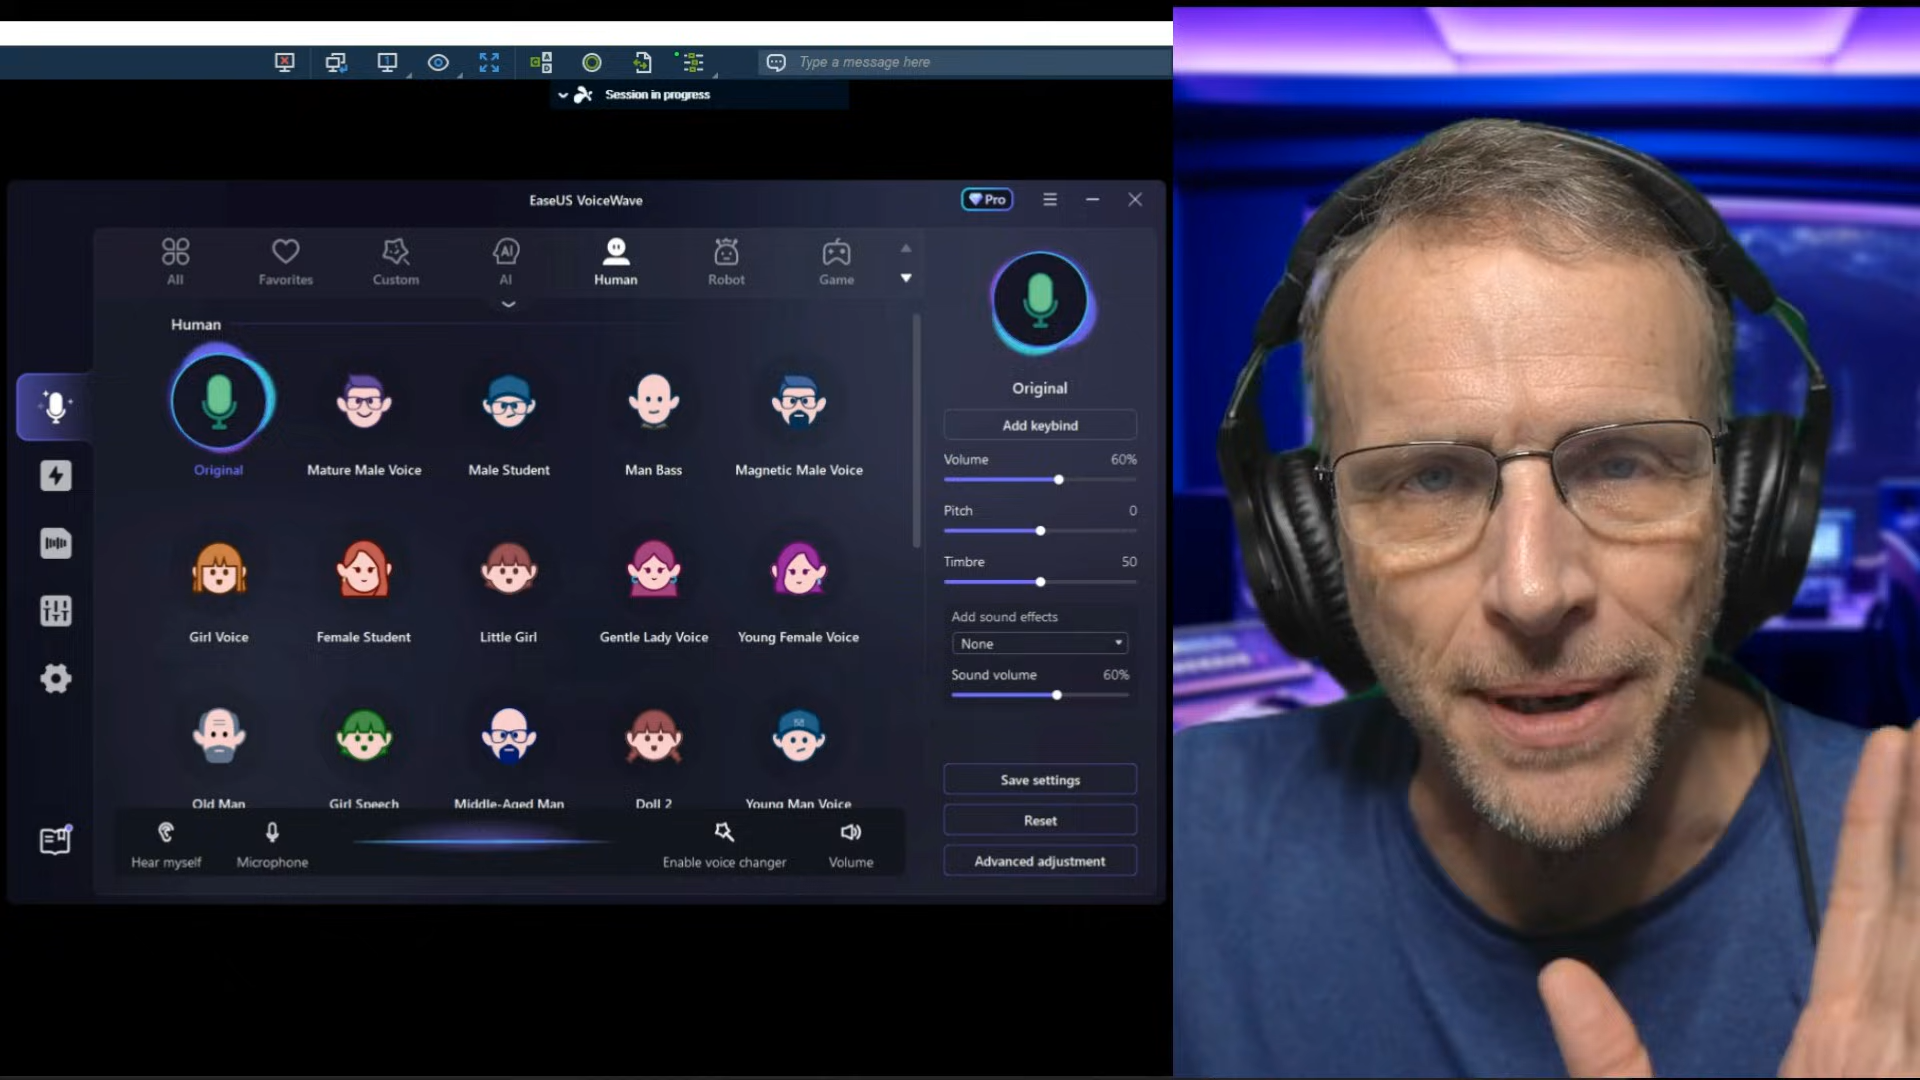 Type a message here
Session in progress
EaseUS VoiceWave
Pro
All
Favorites
Custom
AI
Human
Robot
Game
Human
Original
Mature Male Voice
Male Student
Man Bass
Magnetic Male Voice
Girl Voice
Female Student
Little Girl
Gentle Lady Voice
Young Female Voice
Old Man
Girl Speech
Middle-Aged Man
Doll 2
Young Man Voice
Hear myself
Microphone
Enable voice changer
Volume
Original
Add keybind
Volume 60%
Pitch 0
Timbre 50
Add sound effects
None
Sound volume 60%
Save settings
Reset
Advanced adjustment